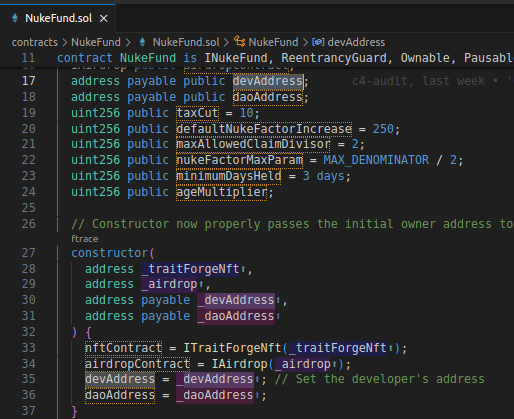 NukeFund.sol ×
contracts > NukeFund > NukeFund.sol > NukeFund > devAddress
11 contract NukeFund is INukeFund, ReentrancyGuard, Ownable, Pausable
17 address payable public devAddress; c4-audit, last week • '
18 address payable public daoAddress;
19 uint256 public taxCut = 10;
20 uint256 public defaultNukeFactorIncrease = 250;
21 uint256 public maxAllowedClaimDivisor = 2;
22 uint256 public nukeFactorMaxParam = MAX_DENOMINATOR / 2;
23 uint256 public minimumDaysHeld = 3 days;
24 uint256 public ageMultiplier;
25
26 // Constructor now properly passes the initial owner address to
ftrace
27 constructor(
28 address _traitForgeNft⬆,
29 address _airdrop⬆,
30 address payable _devAddress⬆,
31 address payable _daoAddress⬆
32 ) {
33 nftContract = ITraitForgeNft(_traitForgeNft⬆);
34 airdropContract = IAirdrop(_airdrop⬆);
35 devAddress = _devAddress⬆; // Set the developer's address
36 daoAddress = _daoAddress⬆;
37 }